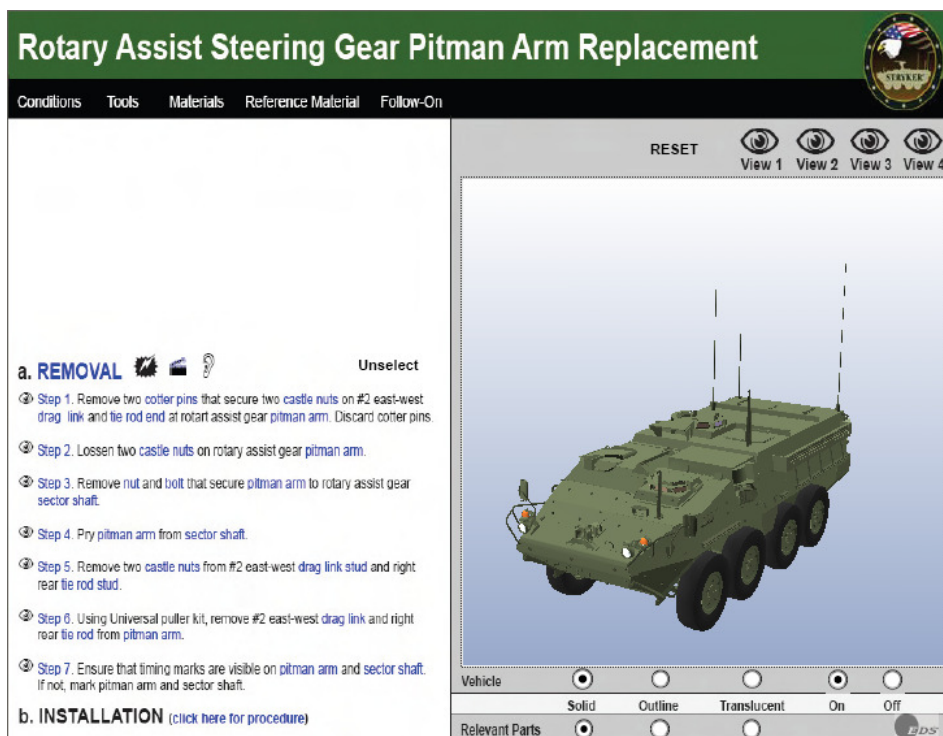 Rotary Assist Steering Gear Pitman Arm Replacement
STRYKER
Conditions Tools Materials Reference Material Follow-On
RESET
View 1 View 2 View 3 View 4
a. REMOVAL Unselect
Step 1. Remove two cotter pins that secure two castle nuts on #2 east-west
drag link and tie rod end at rotart assist gear pitman arm. Discard cotter pins.
Step 2. Lossen two castle nuts on rotary assist gear pitman arm.
Step 3. Remove nut and bolt that secure pitman arm to rotary assist gear
sector shaft.
Step 4. Pry pitman arm from sector shaft.
Step 5. Remove two castle nuts from #2 east-west drag link stud and right
rear tie rod stud.
Step 6. Using Universal puller kit, remove #2 east-west drag link and right
rear tie rod from pitman arm.
Step 7. Ensure that timing marks are visible on pitman arm and sector shaft.
If not, mark pitman arm and sector shaft.
b. INSTALLATION (click here for procedure)
Vehicle
Solid Outline Translucent On Off
Relevant Parts
EDS